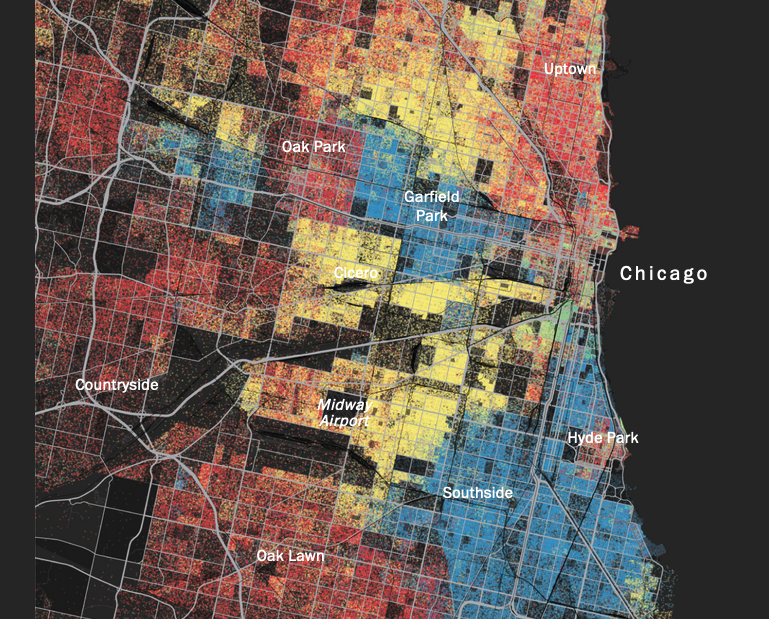 Uptown
Oak Park
Garfield
Park
Cicero
Chicago
Countryside
Midway
Airport
Hyde Park
Southside
Oak Lawn